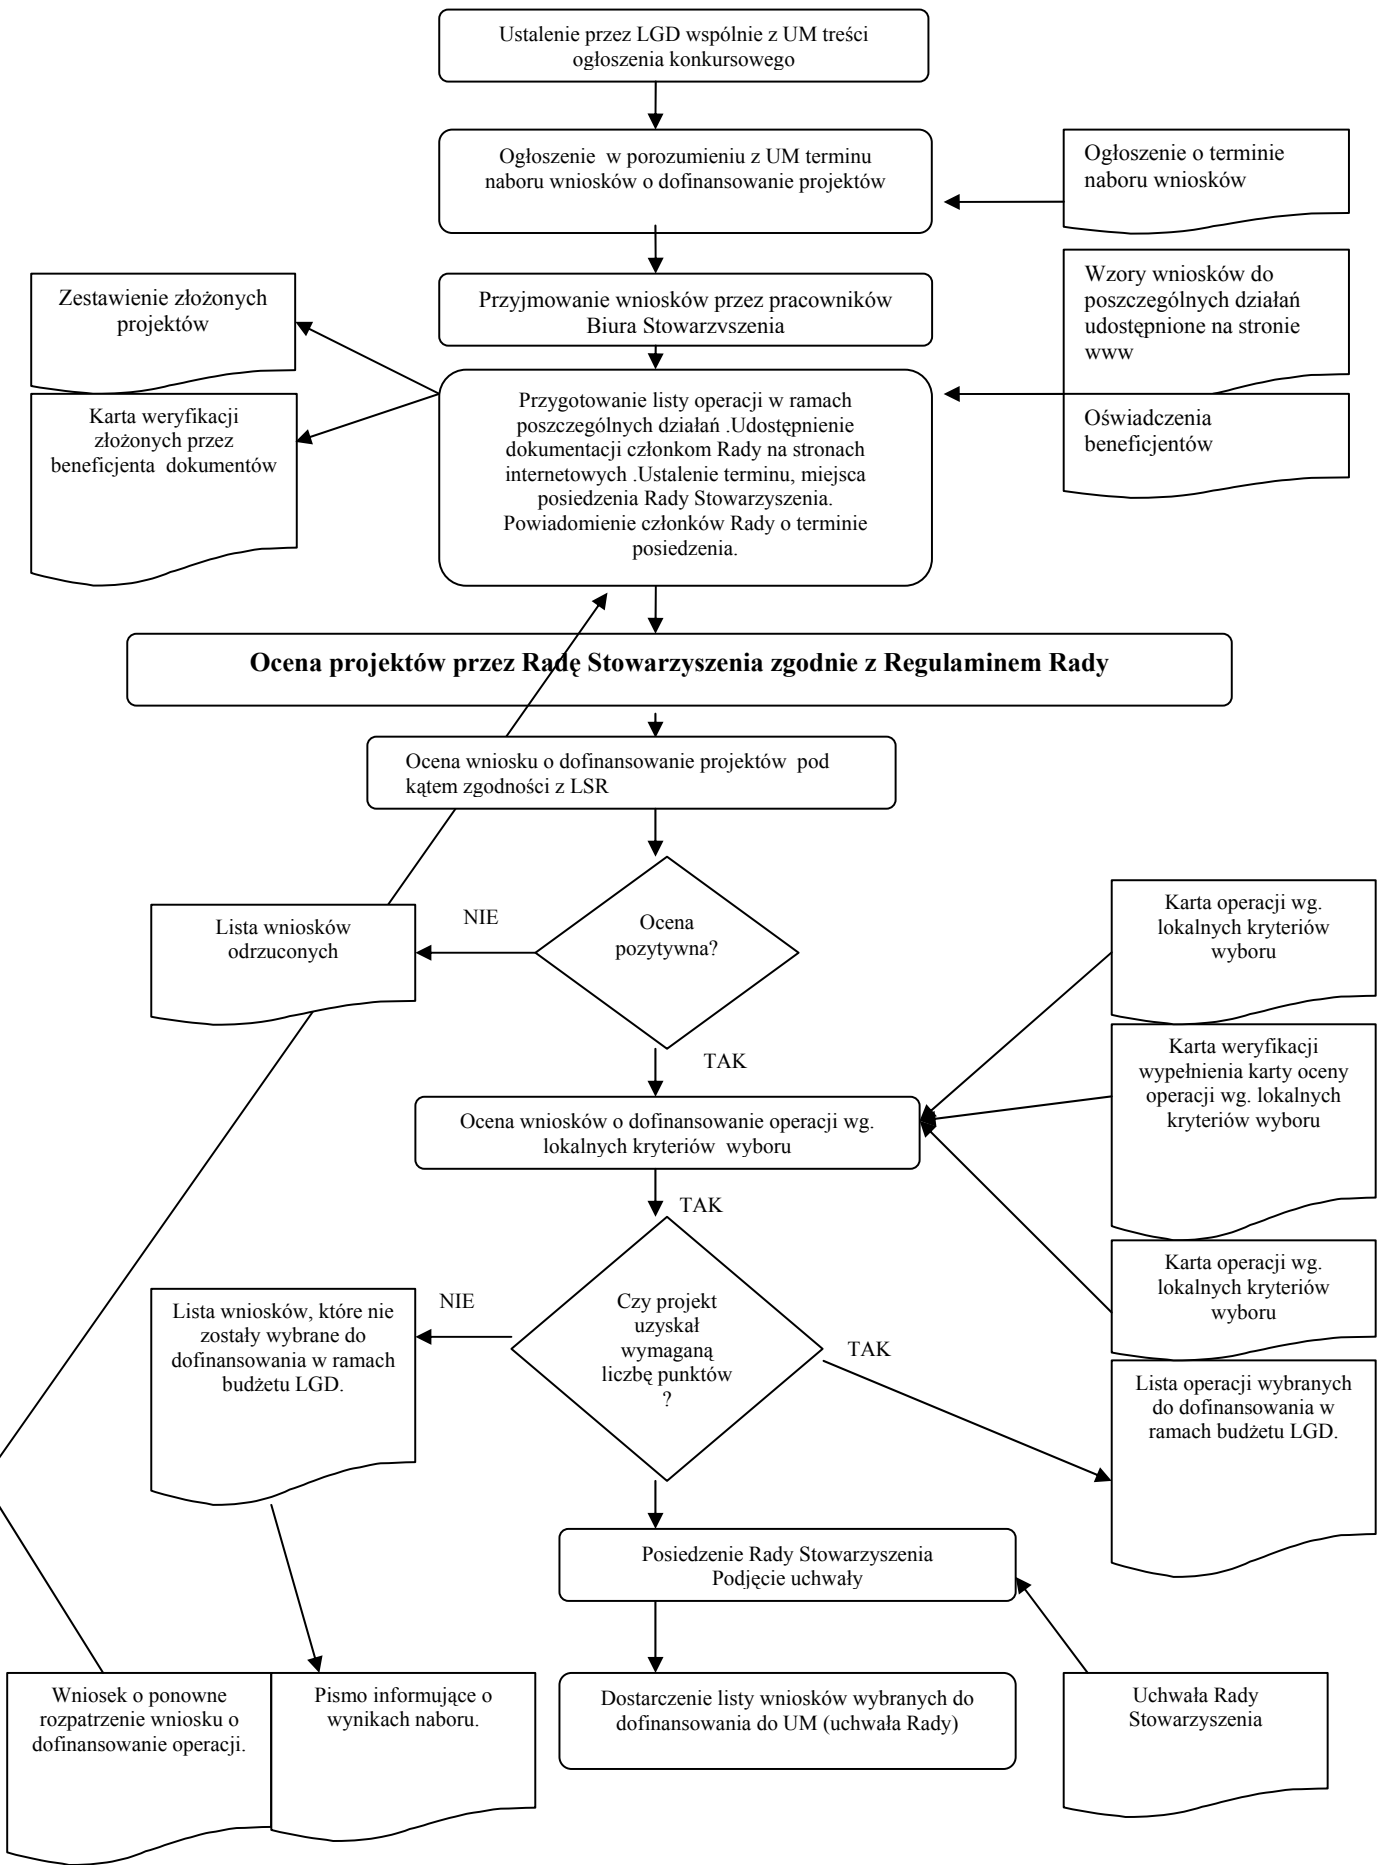 Ustalenie przez LGD wspólnie z UM treści
ogłoszenia konkursowego
Ogłoszenie w porozumieniu z UM terminu
naboru wniosków o dofinansowanie projektów
Ogłoszenie o terminie
naboru wniosków
Przyjmowanie wniosków przez pracowników
Biura Stowarzyszenia
Zestawienie złożonych
projektów
Wzory wniosków do
poszczególnych działań
udostępnione na stronie
www
Karta weryfikacji
złożonych przez
beneficjenta dokumentów
Przygotowanie listy operacji w ramach
poszczególnych działań .Udostępnienie
dokumentacji członkom Rady na stronach
internetowych .Ustalenie terminu, miejsca
posiedzenia Rady Stowarzyszenia.
Powiadomienie członków Rady o terminie
posiedzenia.
Oświadczenia
beneficjentów
Ocena projektów przez Radę Stowarzyszenia zgodnie z Regulaminem Rady
Ocena wniosku o dofinansowanie projektów pod
kątem zgodności z LSR
Ocena
pozytywna?
NIE
Lista wniosków
odrzuconych
TAK
Karta operacji wg.
lokalnych kryteriów
wyboru
Karta weryfikacji
wypełnienia karty oceny
operacji wg. lokalnych
kryteriów wyboru
Ocena wniosków o dofinansowanie operacji wg.
lokalnych kryteriów wyboru
TAK
Karta operacji wg.
lokalnych kryteriów
wyboru
Czy projekt
uzyskał
wymaganą
liczbę punktów
?
NIE
Lista wniosków, które nie
zostały wybrane do
dofinansowania w ramach
budżetu LGD.
TAK
Lista operacji wybranych
do dofinansowania w
ramach budżetu LGD.
Posiedzenie Rady Stowarzyszenia
Podjęcie uchwały
Wniosek o ponowne
rozpatrzenie wniosku o
dofinansowanie operacji.
Pismo informujące o
wynikach naboru.
Dostarczenie listy wniosków wybranych do
dofinansowania do UM (uchwała Rady)
Uchwała Rady
Stowarzyszenia